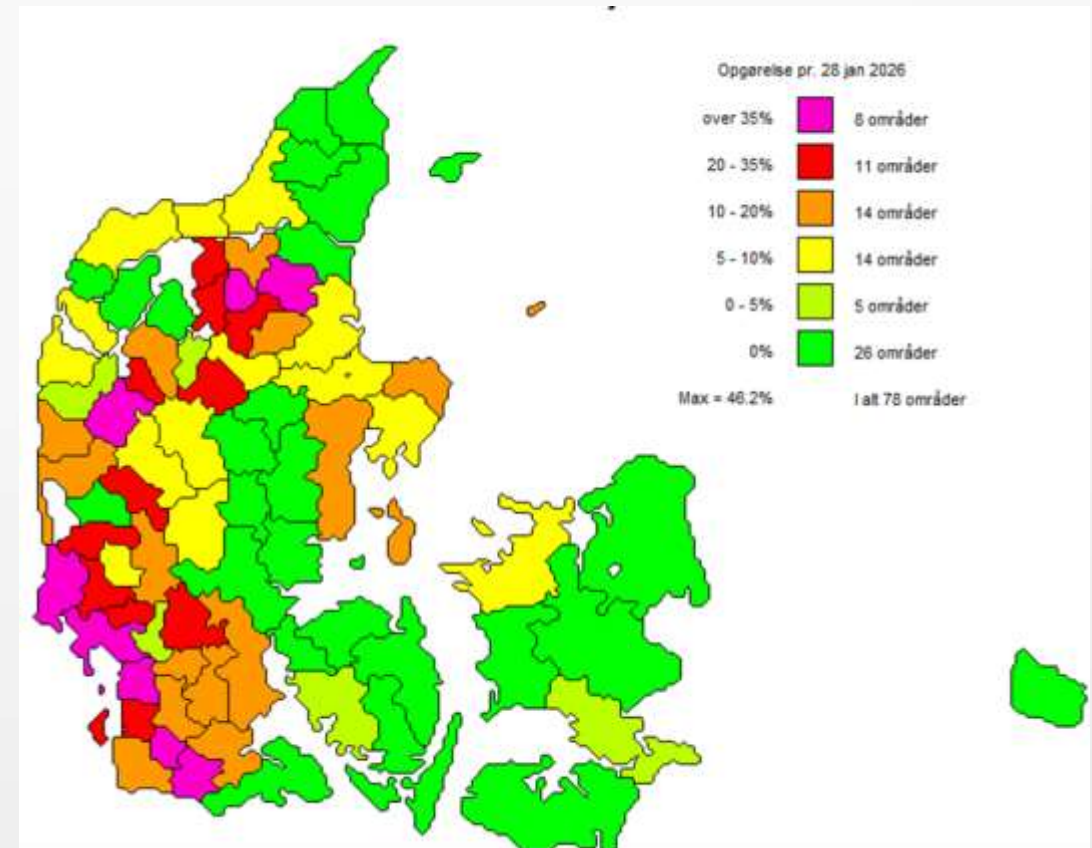 Opgørelse pr. 28 jan 2026
over 35% 8 områder
20 - 35% 11 områder
10 - 20% 14 områder
5 - 10% 14 områder
0 - 5% 5 områder
0% 26 områder
Max = 46.2% I alt 78 områder